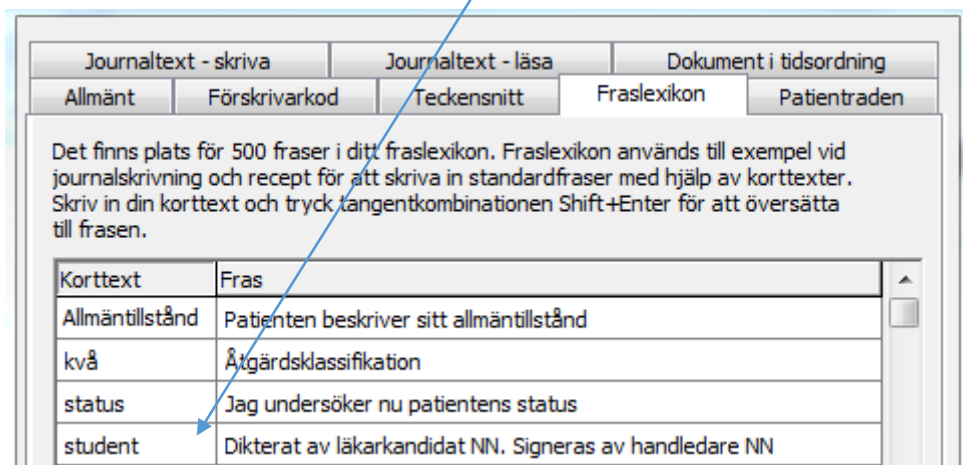 Journaltext - skriva Journaltext - läsa Dokument i tidsordning
Allmänt Förskrivarkod Teckensnitt Fraslexikon Patientraden
Det finns plats för 500 fraser i ditt fraslexikon. Fraslexikon används till exempel vid
journalskrivning och recept för att skriva in standardfraser med hjälp av korttexter.
Skriv in din korttext och tryck tangentkombinationen Shift+Enter för att översätta
till frasen.
Korttext Fras
Allmäntillstånd Patienten beskriver sitt allmäntillstånd
kvå Åtgärdsklassifikation
status Jag undersöker nu patientens status
student Dikterat av läkarkandidat NN. Signeras av handledare NN